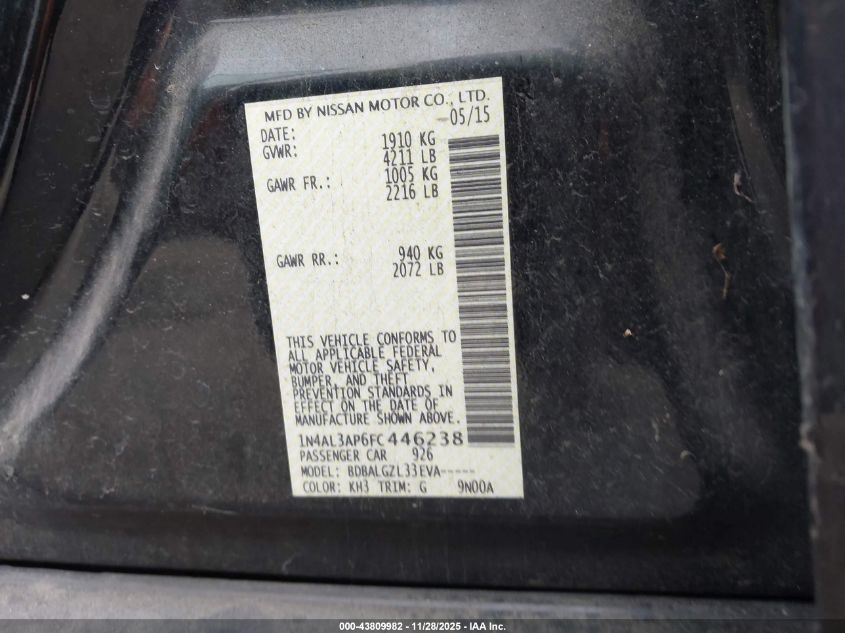 MFD BY NISSAN MOTOR CO., LTD.
DATE: 05/15
GVWR: 1910 KG
4211 LB
GAWR FR.: 1005 KG
2216 LB
GAWR RR.: 940 KG
2072 LB
THIS VEHICLE CONFORMS TO
ALL APPLICABLE FEDERAL
MOTOR VEHICLE SAFETY,
BUMPER, AND THEFT
PREVENTION STANDARDS IN
EFFECT ON THE DATE OF
MANUFACTURE SHOWN ABOVE.
1N4AL3AP6FC446238
PASSENGER CAR 926
MODEL: BDBALGZL33EVA-----
COLOR: KH3 TRIM: G 9N00A
000-43809982 - 11/28/2025 - IAA Inc.